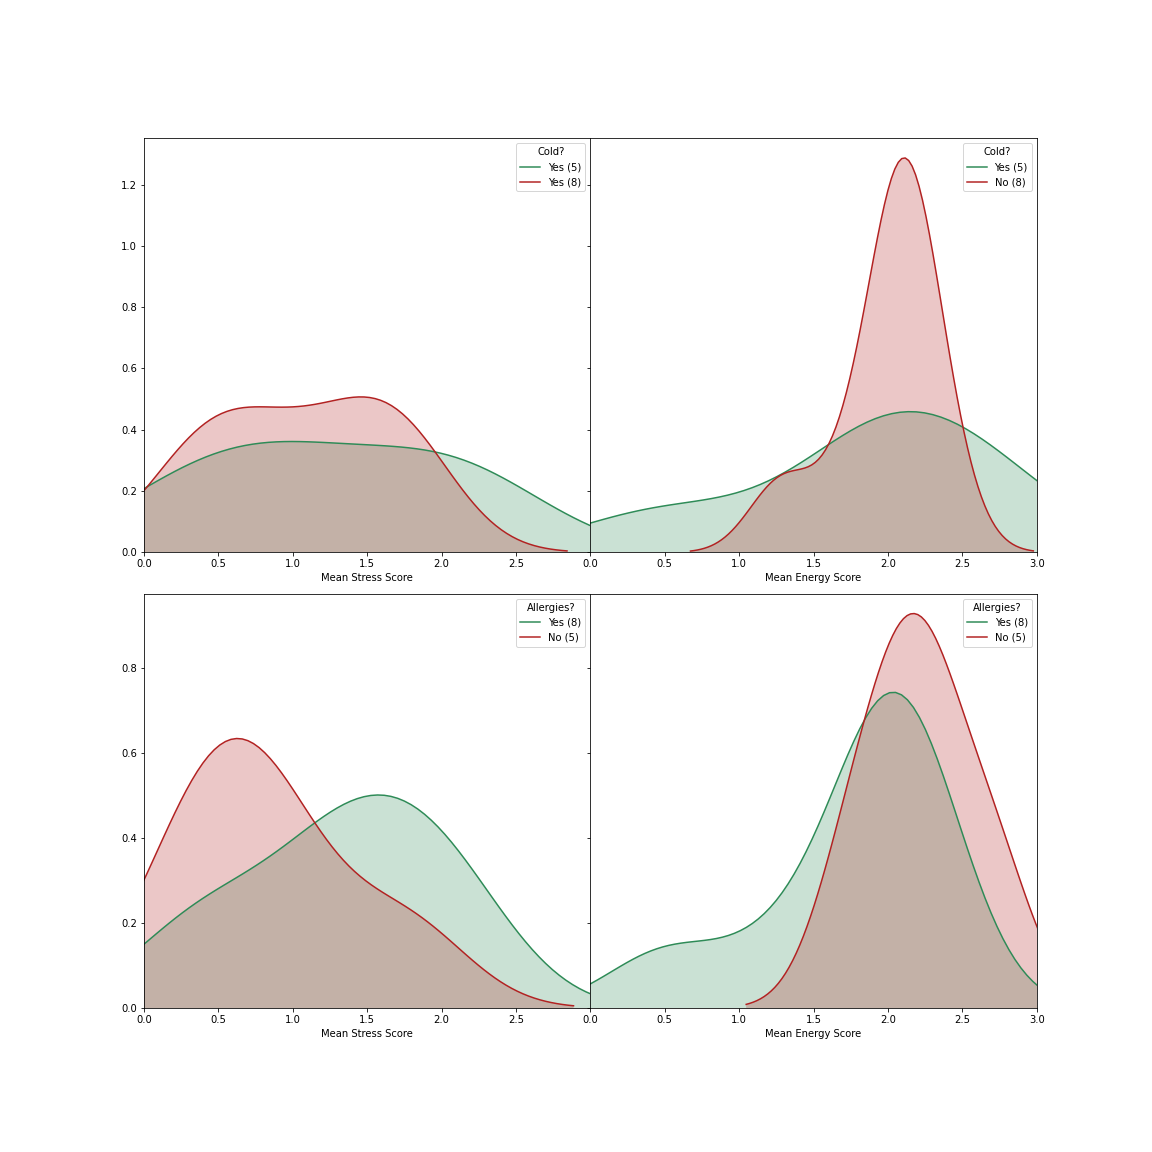 Cold?
Yes (5)
Yes (8)
Cold?
Yes (5)
No (8)
1.2
1.0
0.8
0.6
0.4
0.2
0.0
0.0 0.5 1.0 1.5 2.0 2.5
0.0 0.5 1.0 1.5 2.0 2.5 3.0
Mean Stress Score
Mean Energy Score
Allergies?
Yes (8)
No (5)
Allergies?
Yes (8)
No (5)
0.8
0.6
0.4
0.2
0.0
0.0 0.5 1.0 1.5 2.0 2.5
0.0 0.5 1.0 1.5 2.0 2.5 3.0
Mean Stress Score
Mean Energy Score